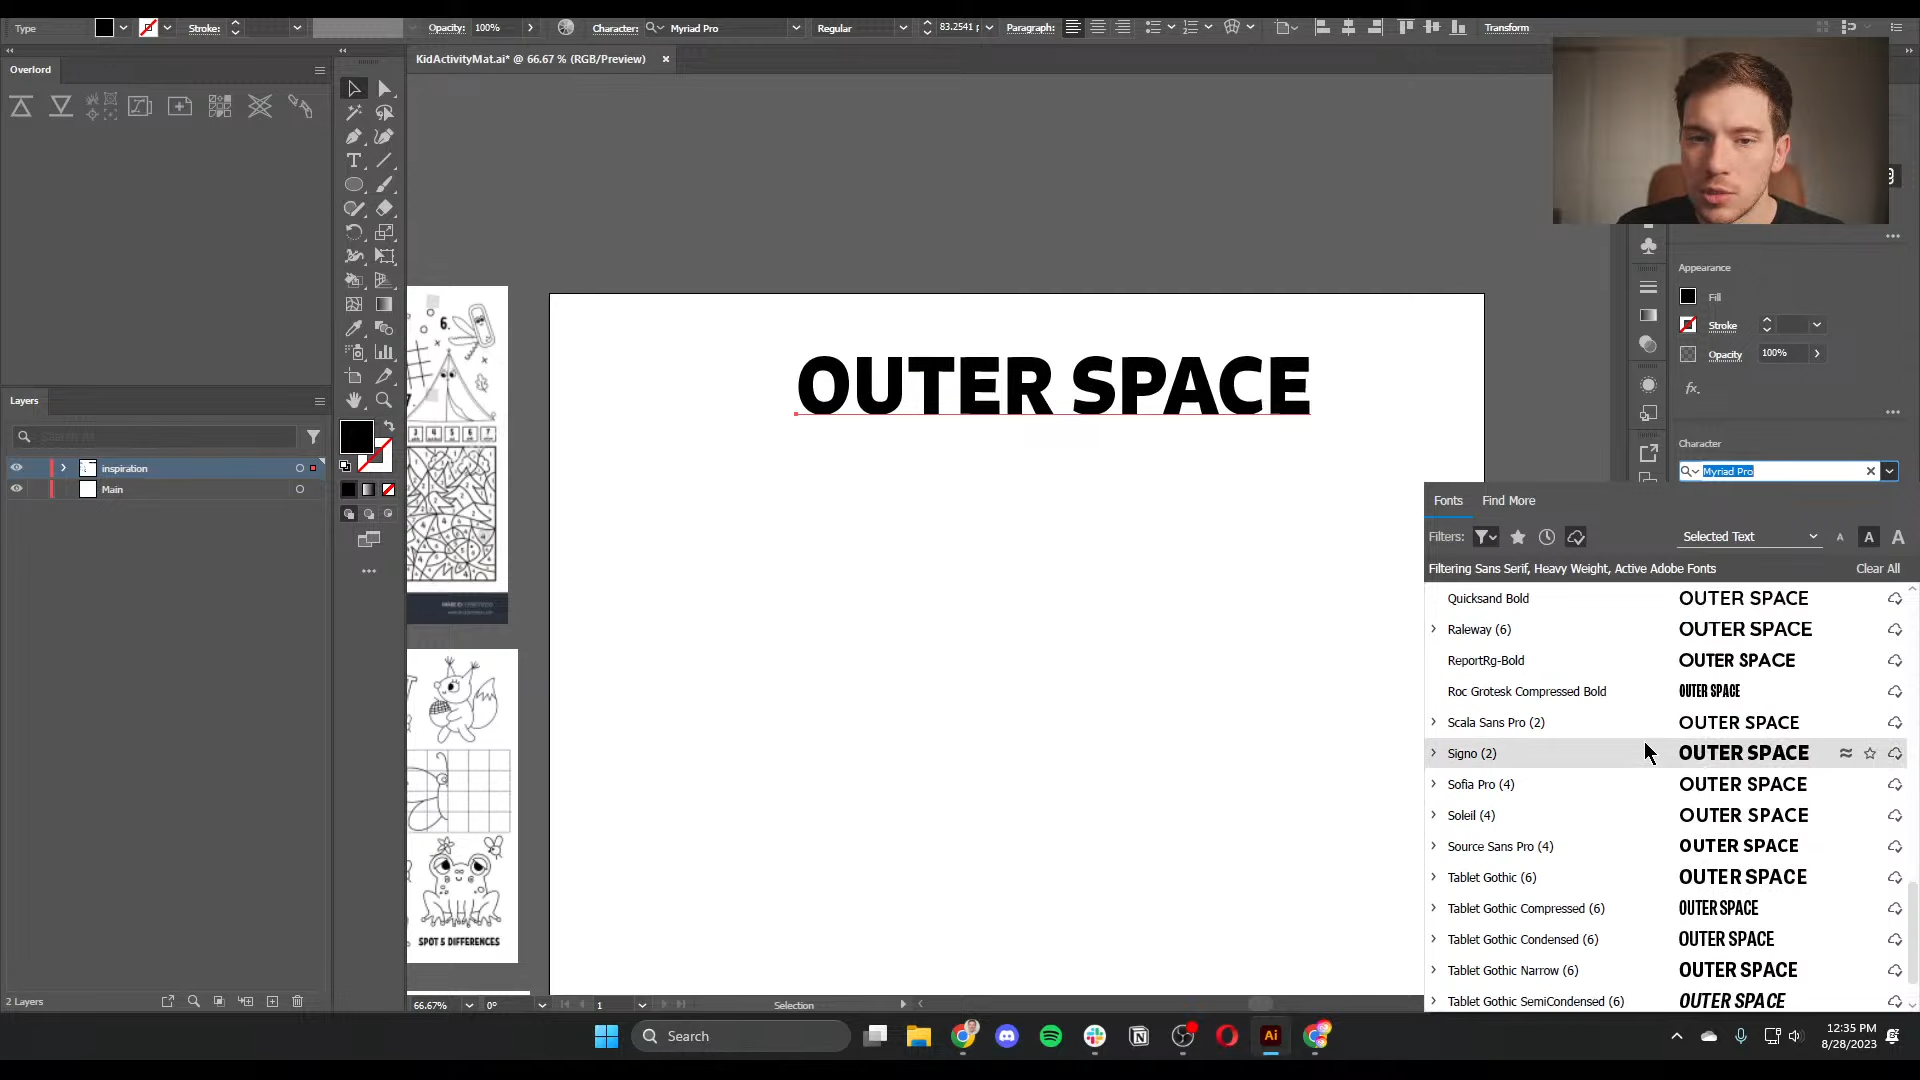 Type
Stroke:
Opacity: 100%
Character: Myriad Pro
Regular
Paragraph:
Transform
Overlord
KidActivityMat.ai* @ 66.67 % (RGB/Preview)
Layers
inspiration
Main
2 Layers
6.
SPOT 5 DIFFERENCES
OUTER SPACE
Appearance
Fill
Stroke
Opacity 100%
fx.
Character
Myriad Pro
Fonts Find More
Filters: Selected Text A A A
Filtering Sans Serif, Heavy Weight, Active Adobe Fonts Clear All
Quicksand Bold OUTER SPACE
Raleway (6) OUTER SPACE
ReportRg-Bold OUTER SPACE
Roc Grotesk Compressed Bold OUTER SPACE
Scala Sans Pro (2) OUTER SPACE
Signo (2) OUTER SPACE
Sofia Pro (4) OUTER SPACE
Soleil (4) OUTER SPACE
Source Sans Pro (4) OUTER SPACE
Tablet Gothic (6) OUTER SPACE
Tablet Gothic Compressed (6) OUTER SPACE
Tablet Gothic Condensed (6) OUTER SPACE
Tablet Gothic Narrow (6) OUTER SPACE
Tablet Gothic SemiCondensed (6) OUTER SPACE
66.67% 0° 1 Selection
Search
12:35 PM
8/28/2023